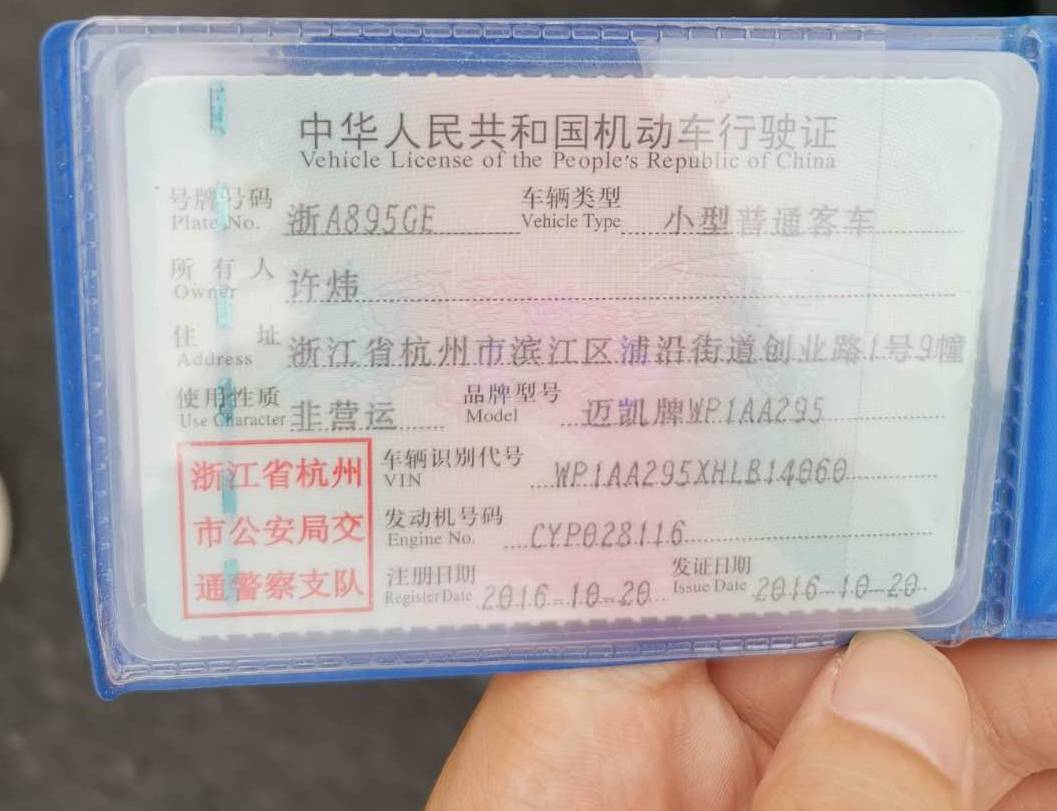 中华人民共和国机动车行驶证
Vehicle License of the People's Republic of China
号牌号码 浙A895GE 车辆类型 小型普通客车
Plate No. Vehicle Type
所有人 许炜
Owner
住址 浙江省杭州市滨江区浦沿街道创业路1号9幢
Address
使用性质 非营运 品牌型号 迈凯牌WP1AA295
Use Character Model
浙江省杭州
市公安局交
通警察支队
车辆识别代号 WP1AA295XHLB14060
VIN
发动机号码 CYP028116
Engine No.
注册日期 2016-10-20 发证日期 2016-10-20
Register Date Issue Date